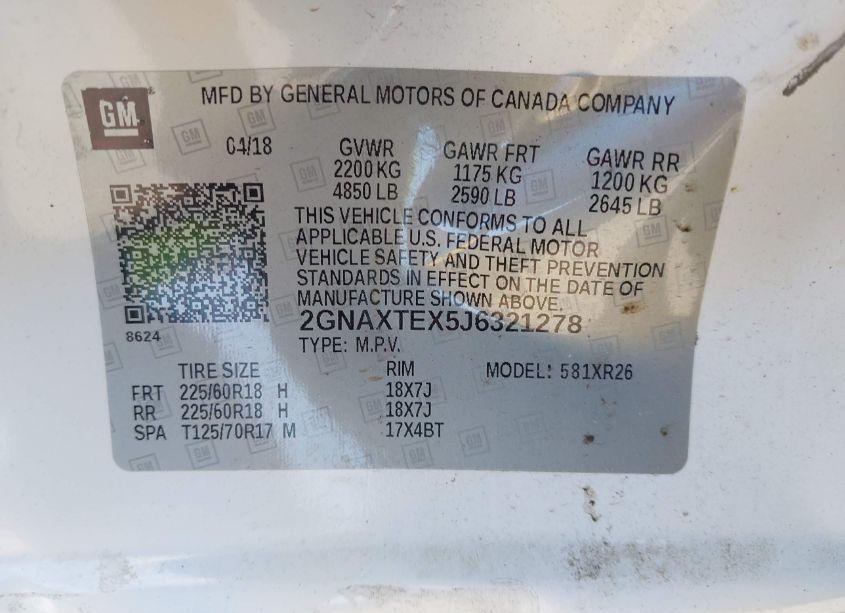 GM
MFD BY GENERAL MOTORS OF CANADA COMPANY
04/18 GVWR GAWR FRT GAWR RR
2200 KG 1175 KG 1200 KG
4850 LB 2590 LB 2645 LB
THIS VEHICLE CONFORMS TO ALL
APPLICABLE U.S. FEDERAL MOTOR
VEHICLE SAFETY AND THEFT PREVENTION
STANDARDS IN EFFECT ON THE DATE OF
MANUFACTURE SHOWN ABOVE.
2GNAXTEX5J6321278
8624
TYPE: M.P.V.
TIRE SIZE RIM MODEL: 581XR26
FRT 225/60R18 H 18X7J
RR 225/60R18 H 18X7J
SPA T125/70R17 M 17X4BT